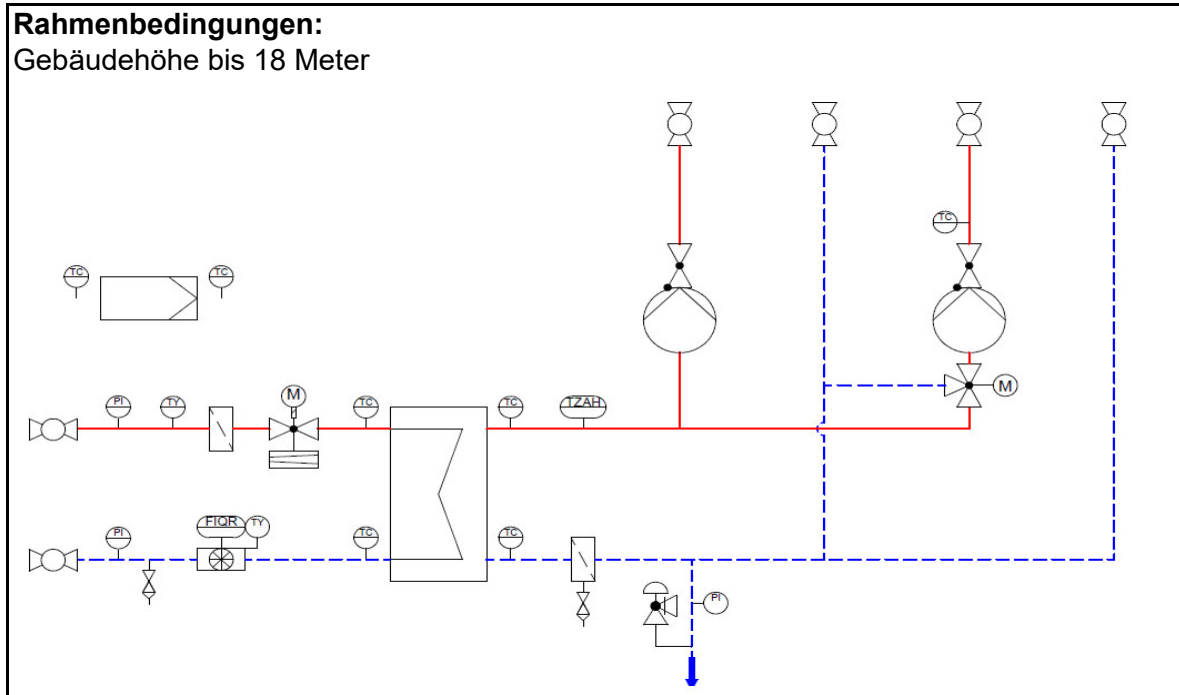 Rahmenbedingungen:
Gebäudehöhe bis 18 Meter
TC
TC
TC
PI
TY
M
TC
TC
TZAH
M
PI
FIQR
TY
TC
TC
PI